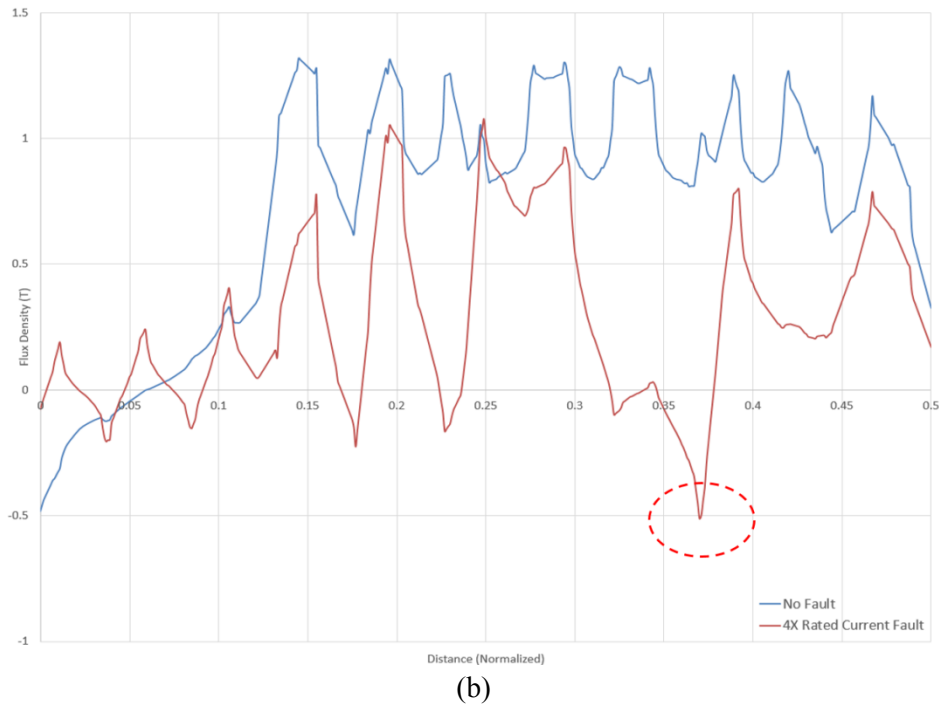 1.5
1
0.5
0
-0.5
-1
Flux Density (T)
0 0.05 0.1 0.15 0.2 0.25 0.3 0.35 0.4 0.45 0.5
No Fault
4X Rated Current Fault
Distance (Normalized)
(b)